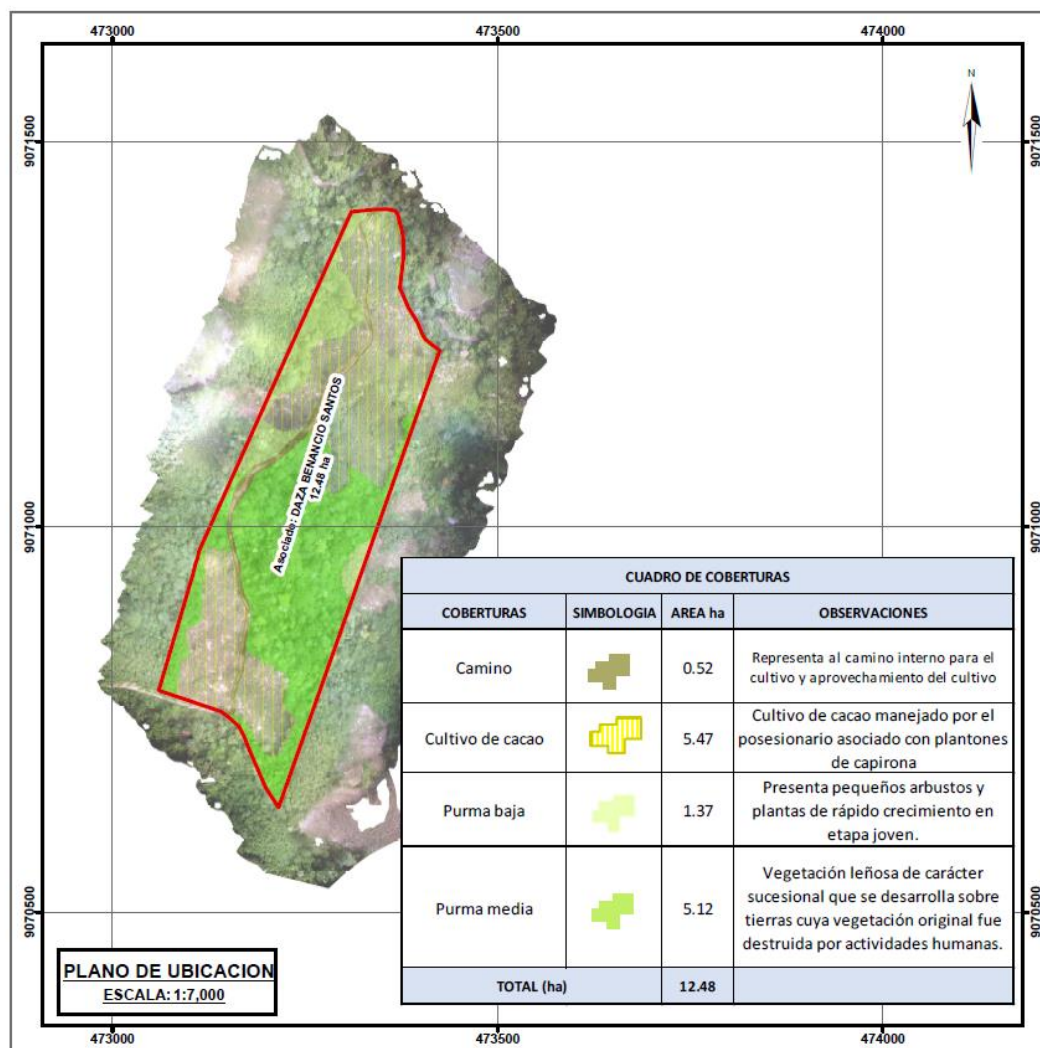 473000 473500 474000
N
9071500 9071500
Asociado: DAZA BENANCIO SANTOS
12.48 ha
9071000 9071000
CUADRO DE COBERTURAS
COBERTURAS SIMBOLOGIA AREA ha OBSERVACIONES
Camino 0.52 Representa al camino interno para el
cultivo y aprovechamiento del cultivo
Cultivo de cacao 5.47 Cultivo de cacao manejado por el
posesionario asociado con plantones
de capirona
Purma baja 1.37 Presenta pequeños arbustos y
plantas de rápido crecimiento en
etapa joven.
Purma media 5.12 Vegetación leñosa de carácter
sucesional que se desarrolla sobre
tierras cuya vegetación original fue
destruida por actividades humanas.
TOTAL (ha) 12.48
9070500 9070500
PLANO DE UBICACION
ESCALA: 1:7,000
473000 473500 474000